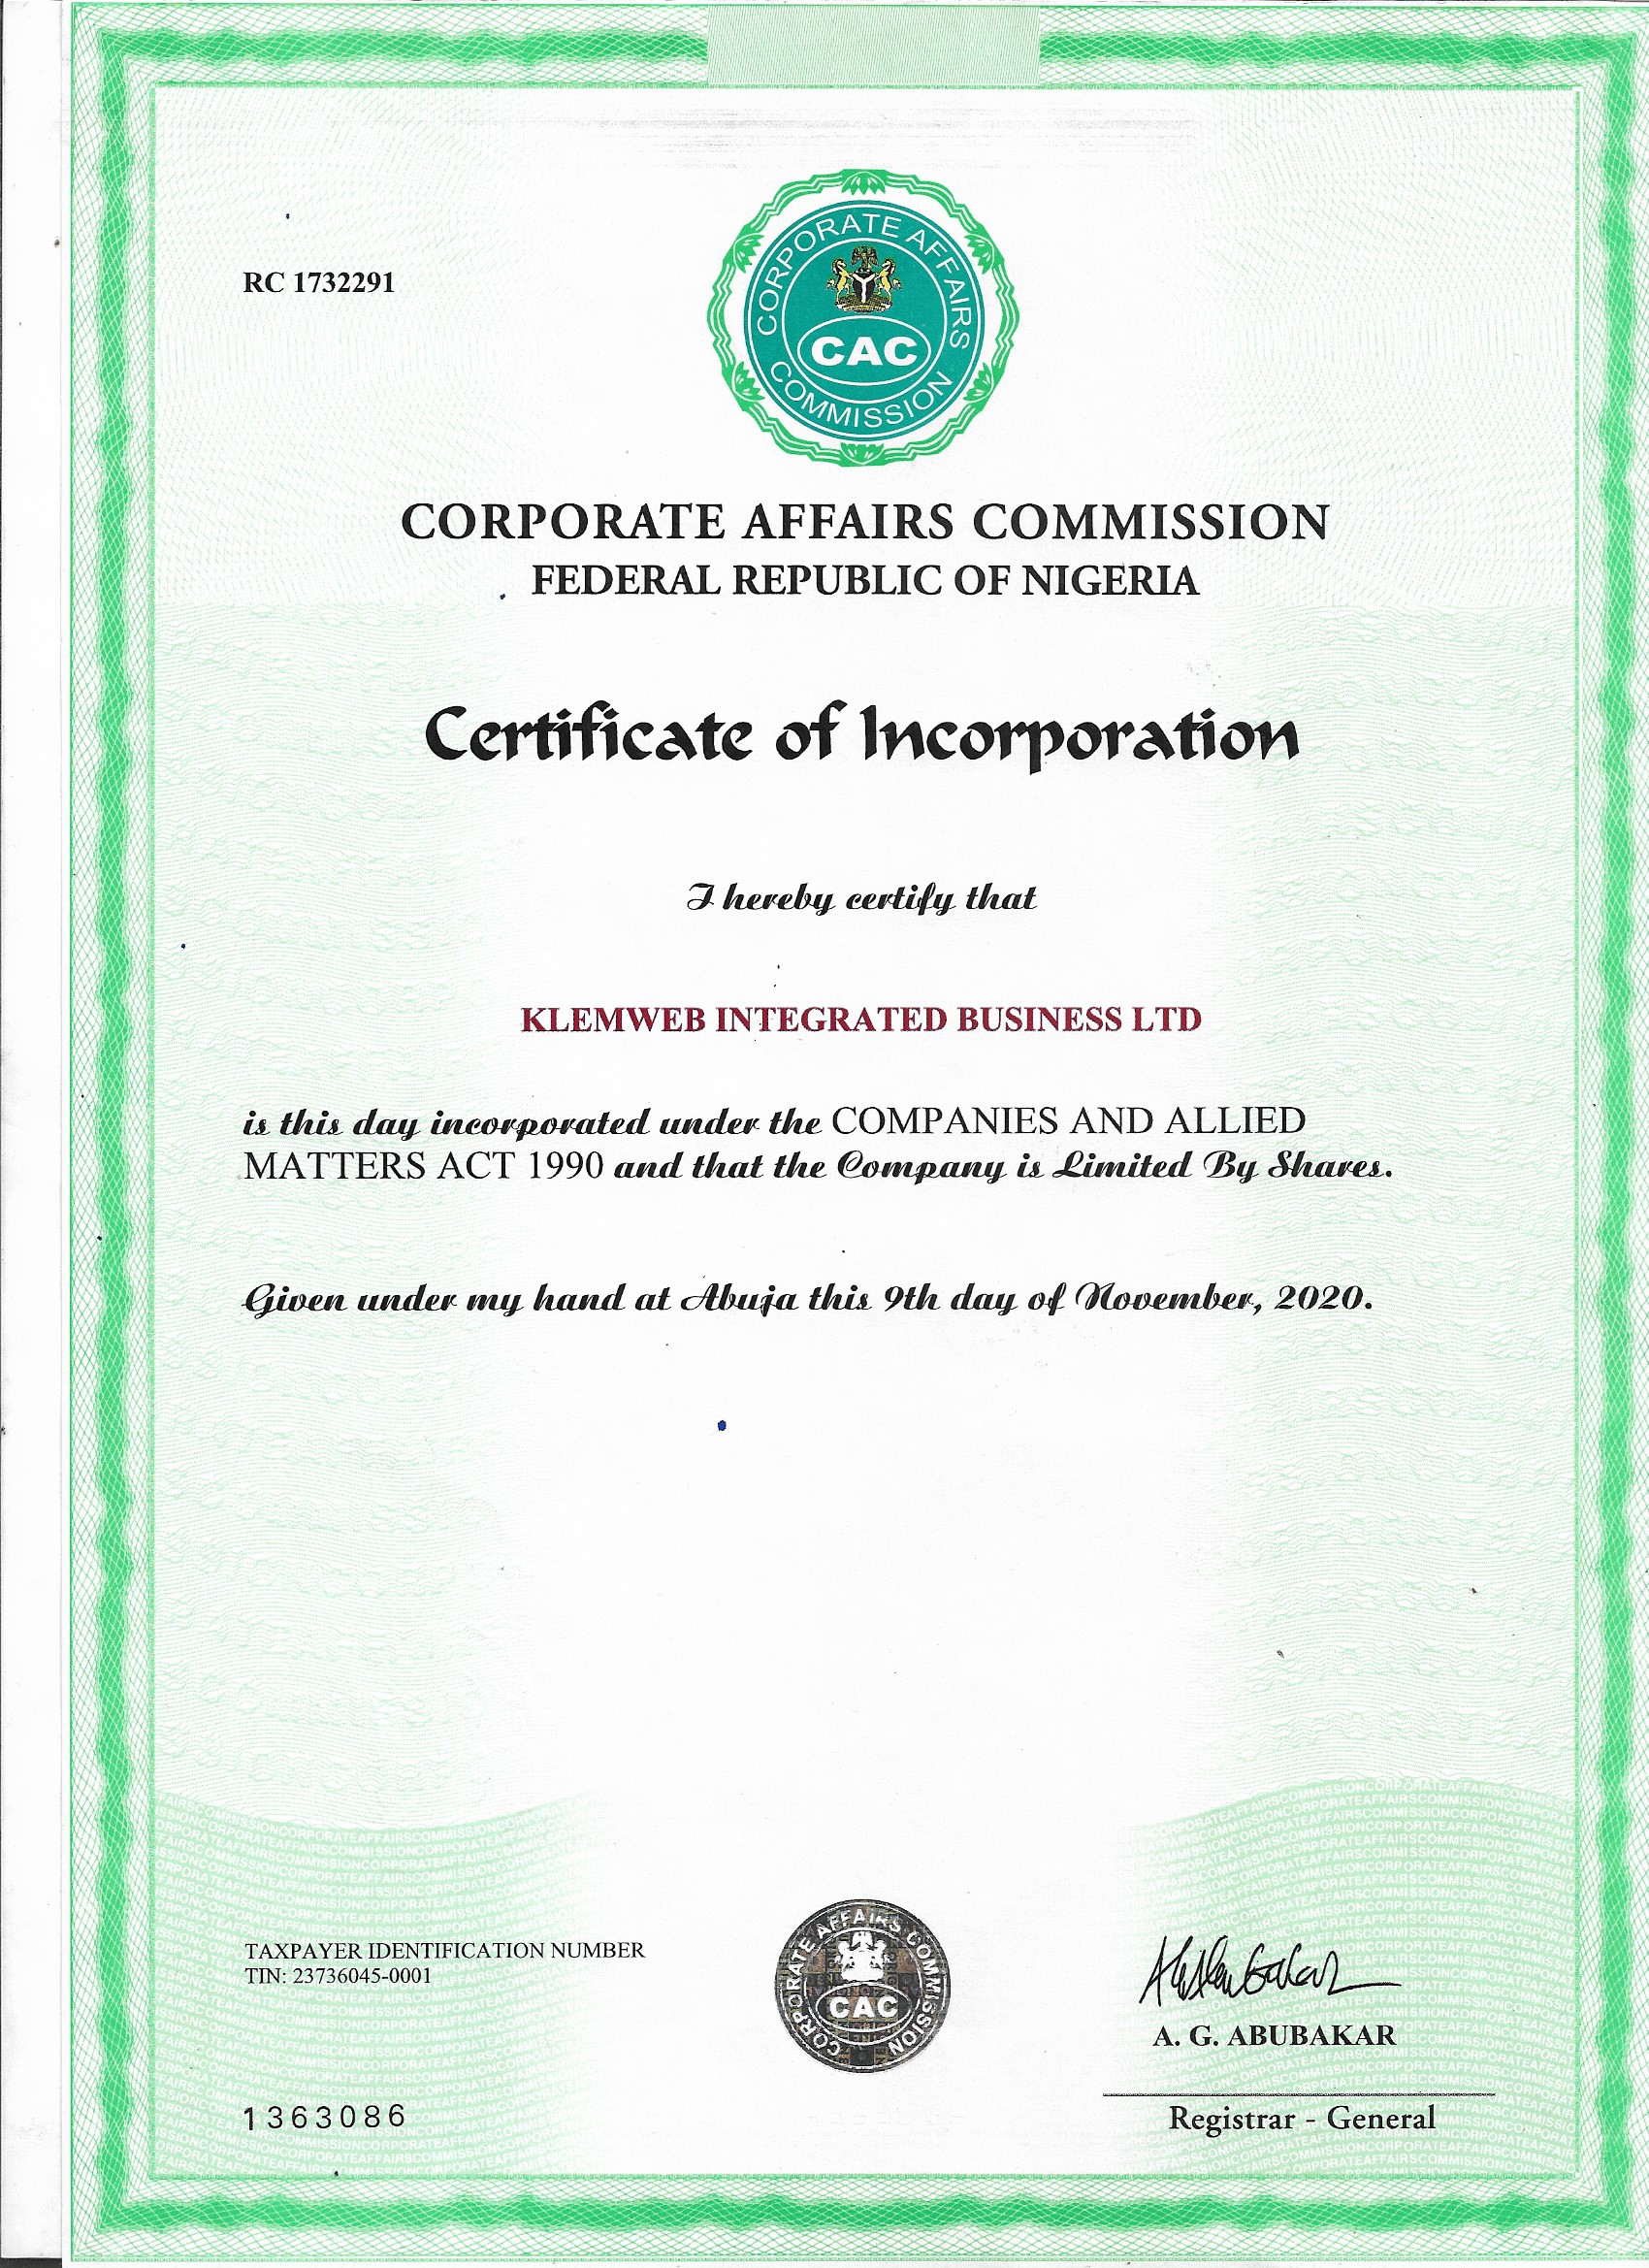 RC 1732291
CORPORATE AFFAIRS
CAC
COMMISSION
CORPORATE AFFAIRS COMMISSION
FEDERAL REPUBLIC OF NIGERIA
Certificate of Incorporation
I hereby certify that
KLEMWEB INTEGRATED BUSINESS LTD
is this day incorporated under the COMPANIES AND ALLIED
MATTERS ACT 1990 and that the Company is Limited By Shares.
Given under my hand at Abuja this 9th day of November, 2020.
TAXPAYER IDENTIFICATION NUMBER
TIN: 23736045-0001
CORPORATE AFFAIRS COMMISSION
CAC
A. G. ABUBAKAR
Registrar - General
1363086